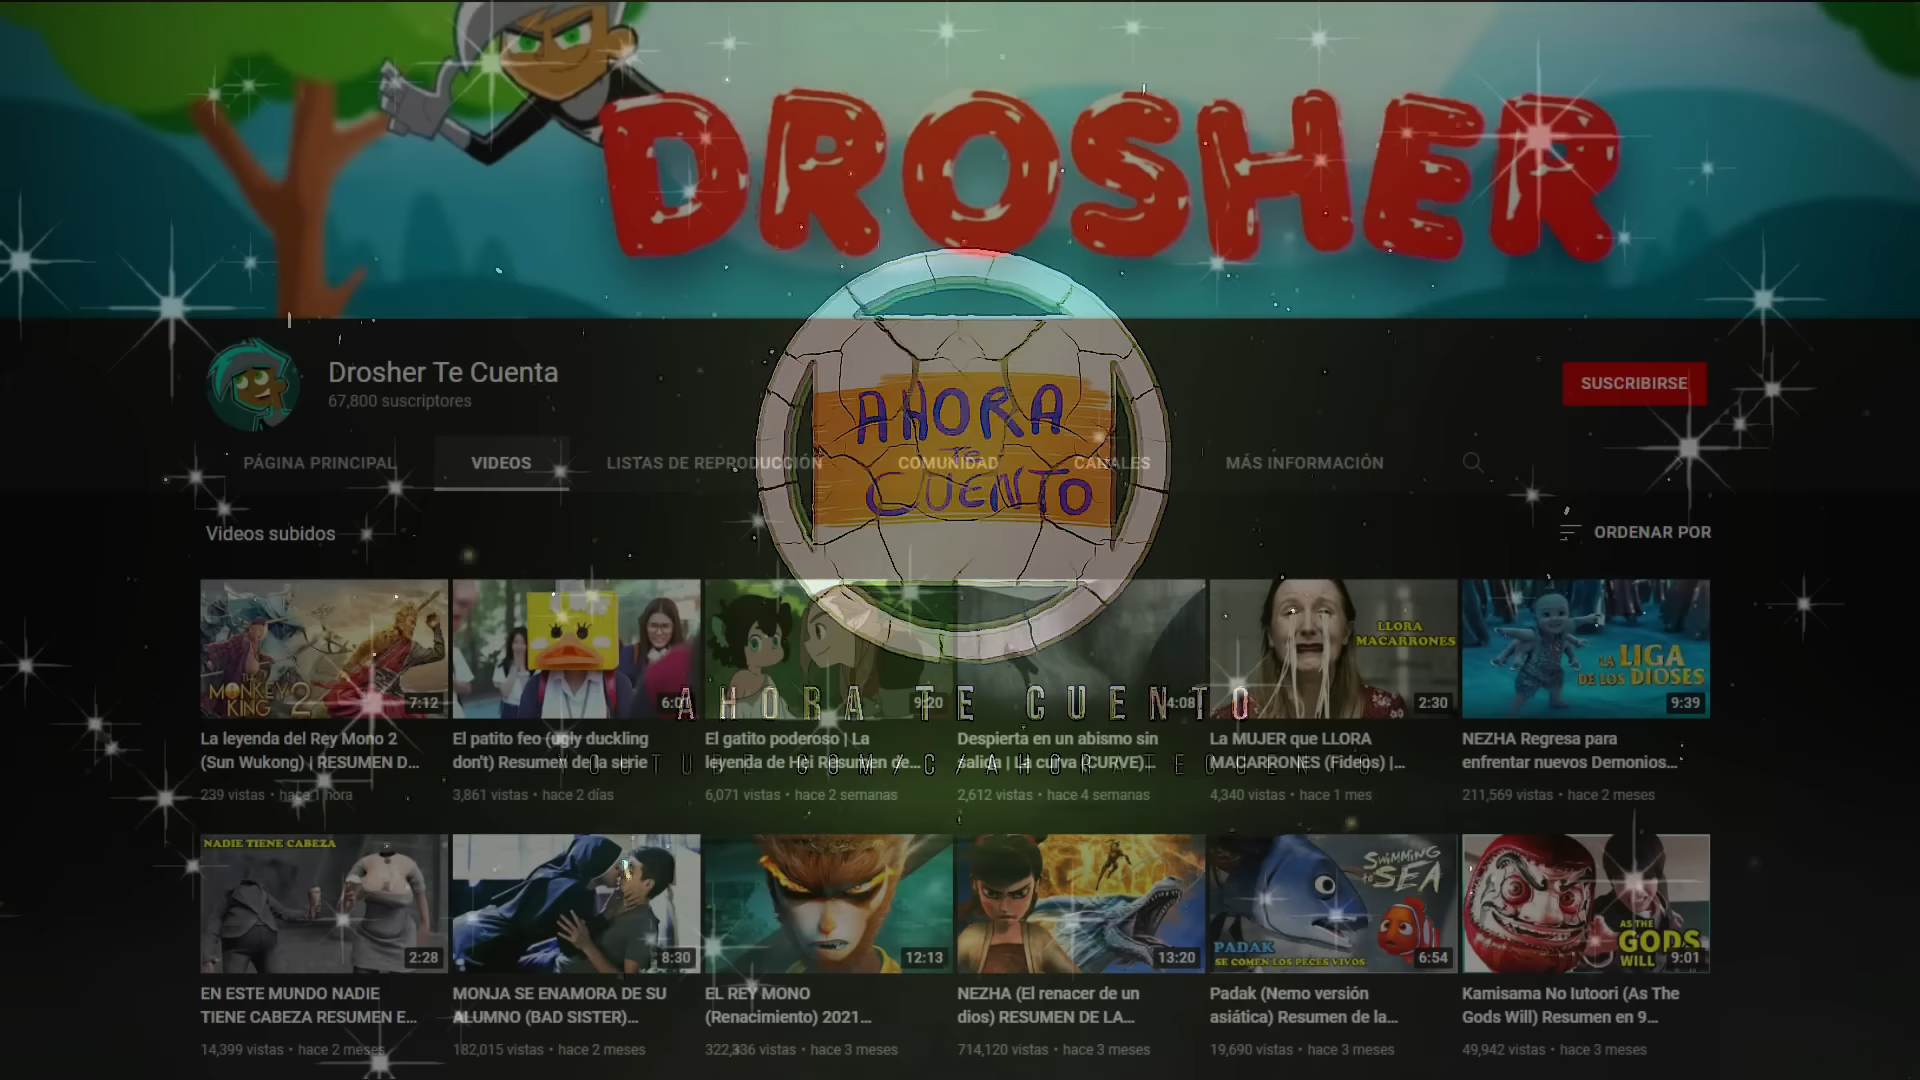 DROSHER
Drosher Te Cuenta
67,800 suscriptores
SUSCRIBIRSE
AHORA
TE
CUENTO
PÁGINA PRINCIPAL
VIDEOS
LISTAS DE REPRODUCCIÓN
COMUNIDAD
CANALES
MÁS INFORMACIÓN
Videos subidos
ORDENAR POR
THE
MONKEY
KING 2
7:12
6:01
9:20
4:08
LLORA
MACARRONES
2:30
LA LIGA
DE LOS DIOSES
9:39
AHORA TE CUENTO
La leyenda del Rey Mono 2
(Sun Wukong) | RESUMEN D...
239 vistas • hace 1 hora
El patito feo (ugly duckling
don't) Resumen de la serie
3,861 vistas • hace 2 días
El gatito poderoso | La
leyenda de Hei Resumen de...
6,071 vistas • hace 2 semanas
Despierta en un abismo sin
salida | La curva (CURVE)...
2,612 vistas • hace 4 semanas
La MUJER que LLORA
MACARRONES (Fideos) |...
4,340 vistas • hace 1 mes
NEZHA Regresa para
enfrentar nuevos Demonios...
211,569 vistas • hace 2 meses
YOUTUBE.COM/C/AHORATECUENTO
NADIE TIENE CABEZA
2:28
8:30
12:13
13:20
SWIMMING
to SEA
PADAK
SE COMEN LOS PECES VIVOS
6:54
AS THE
GODS
WILL
9:01
EN ESTE MUNDO NADIE
TIENE CABEZA RESUMEN E...
14,399 vistas • hace 2 meses
MONJA SE ENAMORA DE SU
ALUMNO (BAD SISTER)...
182,015 vistas • hace 2 meses
EL REY MONO
(Renacimiento) 2021...
322,336 vistas • hace 3 meses
NEZHA (El renacer de un
dios) RESUMEN DE LA...
714,120 vistas • hace 3 meses
Padak (Nemo versión
asiática) Resumen de la...
19,690 vistas • hace 3 meses
Kamisama No Iutoori (As The
Gods Will) Resumen en 9...
49,942 vistas • hace 3 meses